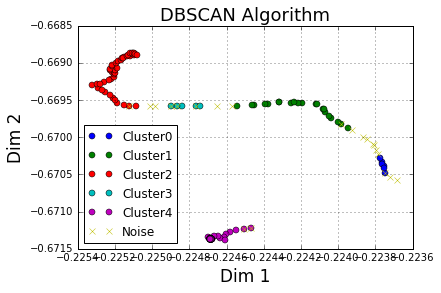 DBSCAN Algorithm
−0.6685
−0.6690
−0.6695
−0.6700
−0.6705
−0.6710
−0.6715
Dim 2
Cluster0
Cluster1
Cluster2
Cluster3
Cluster4
Noise
−0.2254 −0.2252 −0.2250 −0.2248 −0.2246 −0.2244 −0.2242 −0.2240 −0.2238 −0.2236
Dim 1